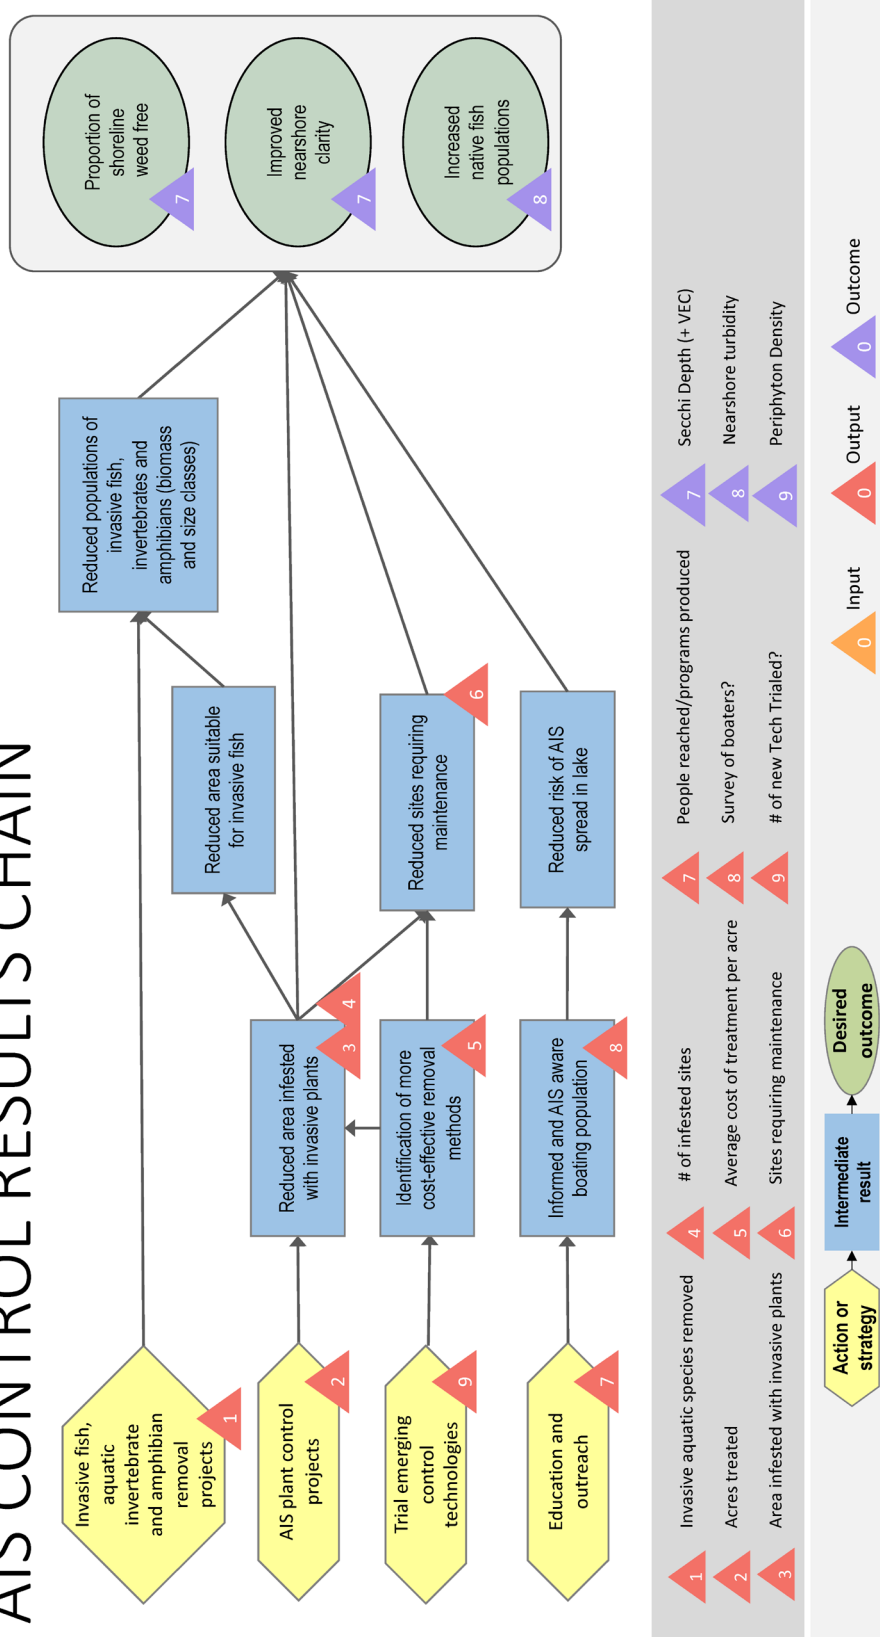 AIS CONTROL RESULTS CHAIN
Invasive fish,
aquatic
invertebrate
and amphibian
removal
projects
1
AIS plant control
projects
2
Trial emerging
control
technologies
9
Education and
outreach
7
Reduced area infested
with invasive plants
3
4
Identification of more
cost-effective removal
methods
5
Informed and AIS aware
boating population
8
Reduced area suitable
for invasive fish
Reduced sites requiring
maintenance
6
Reduced risk of AIS
spread in lake
Reduced populations of
invasive fish,
invertebrates and
amphibians (biomass
and size classes)
Proportion of
shoreline
weed free
7
Improved
nearshore
clarity
7
Increased
native fish
populations
8
1 Invasive aquatic species removed
2 Acres treated
3 Area infested with invasive plants
4 # of infested sites
5 Average cost of treatment per acre
6 Sites requiring maintenance
7 People reached/programs produced
8 Survey of boaters?
9 # of new Tech Trialed?
7 Secchi Depth (+ VEC)
8 Nearshore turbidity
9 Periphyton Density
Action or
strategy
Intermediate
result
Desired
outcome
0 Input
0 Output
0 Outcome